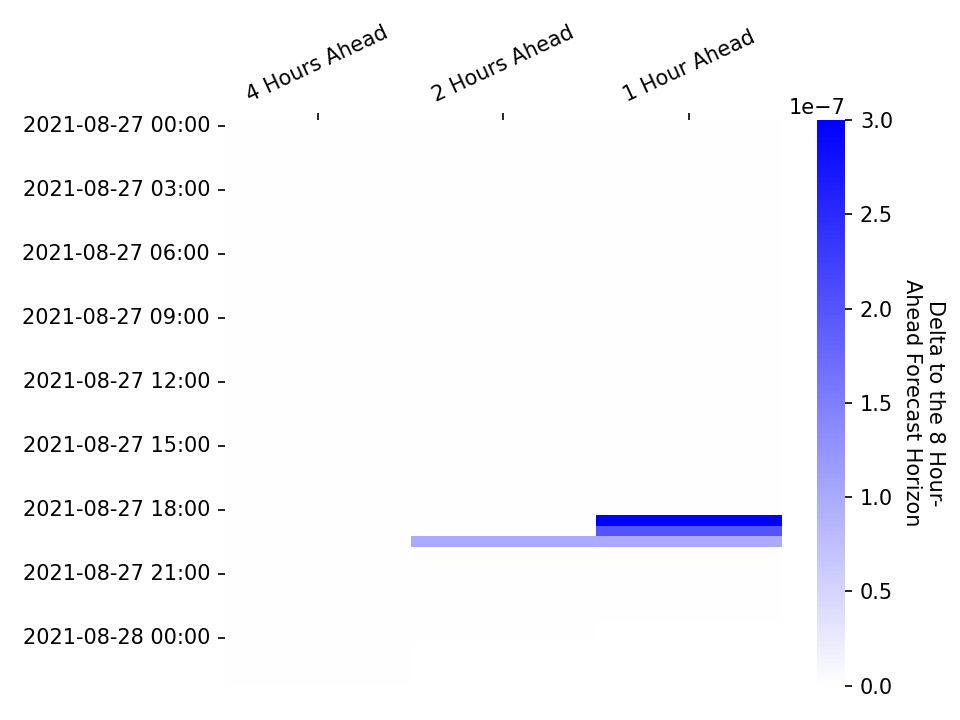 4 Hours Ahead
2 Hours Ahead
1 Hour Ahead
1e−7
2021-08-27 00:00
2021-08-27 03:00
2021-08-27 06:00
2021-08-27 09:00
2021-08-27 12:00
2021-08-27 15:00
2021-08-27 18:00
2021-08-27 21:00
2021-08-28 00:00
3.0
2.5
2.0
1.5
1.0
0.5
0.0
Delta to the 8 Hour-
Ahead Forecast Horizon